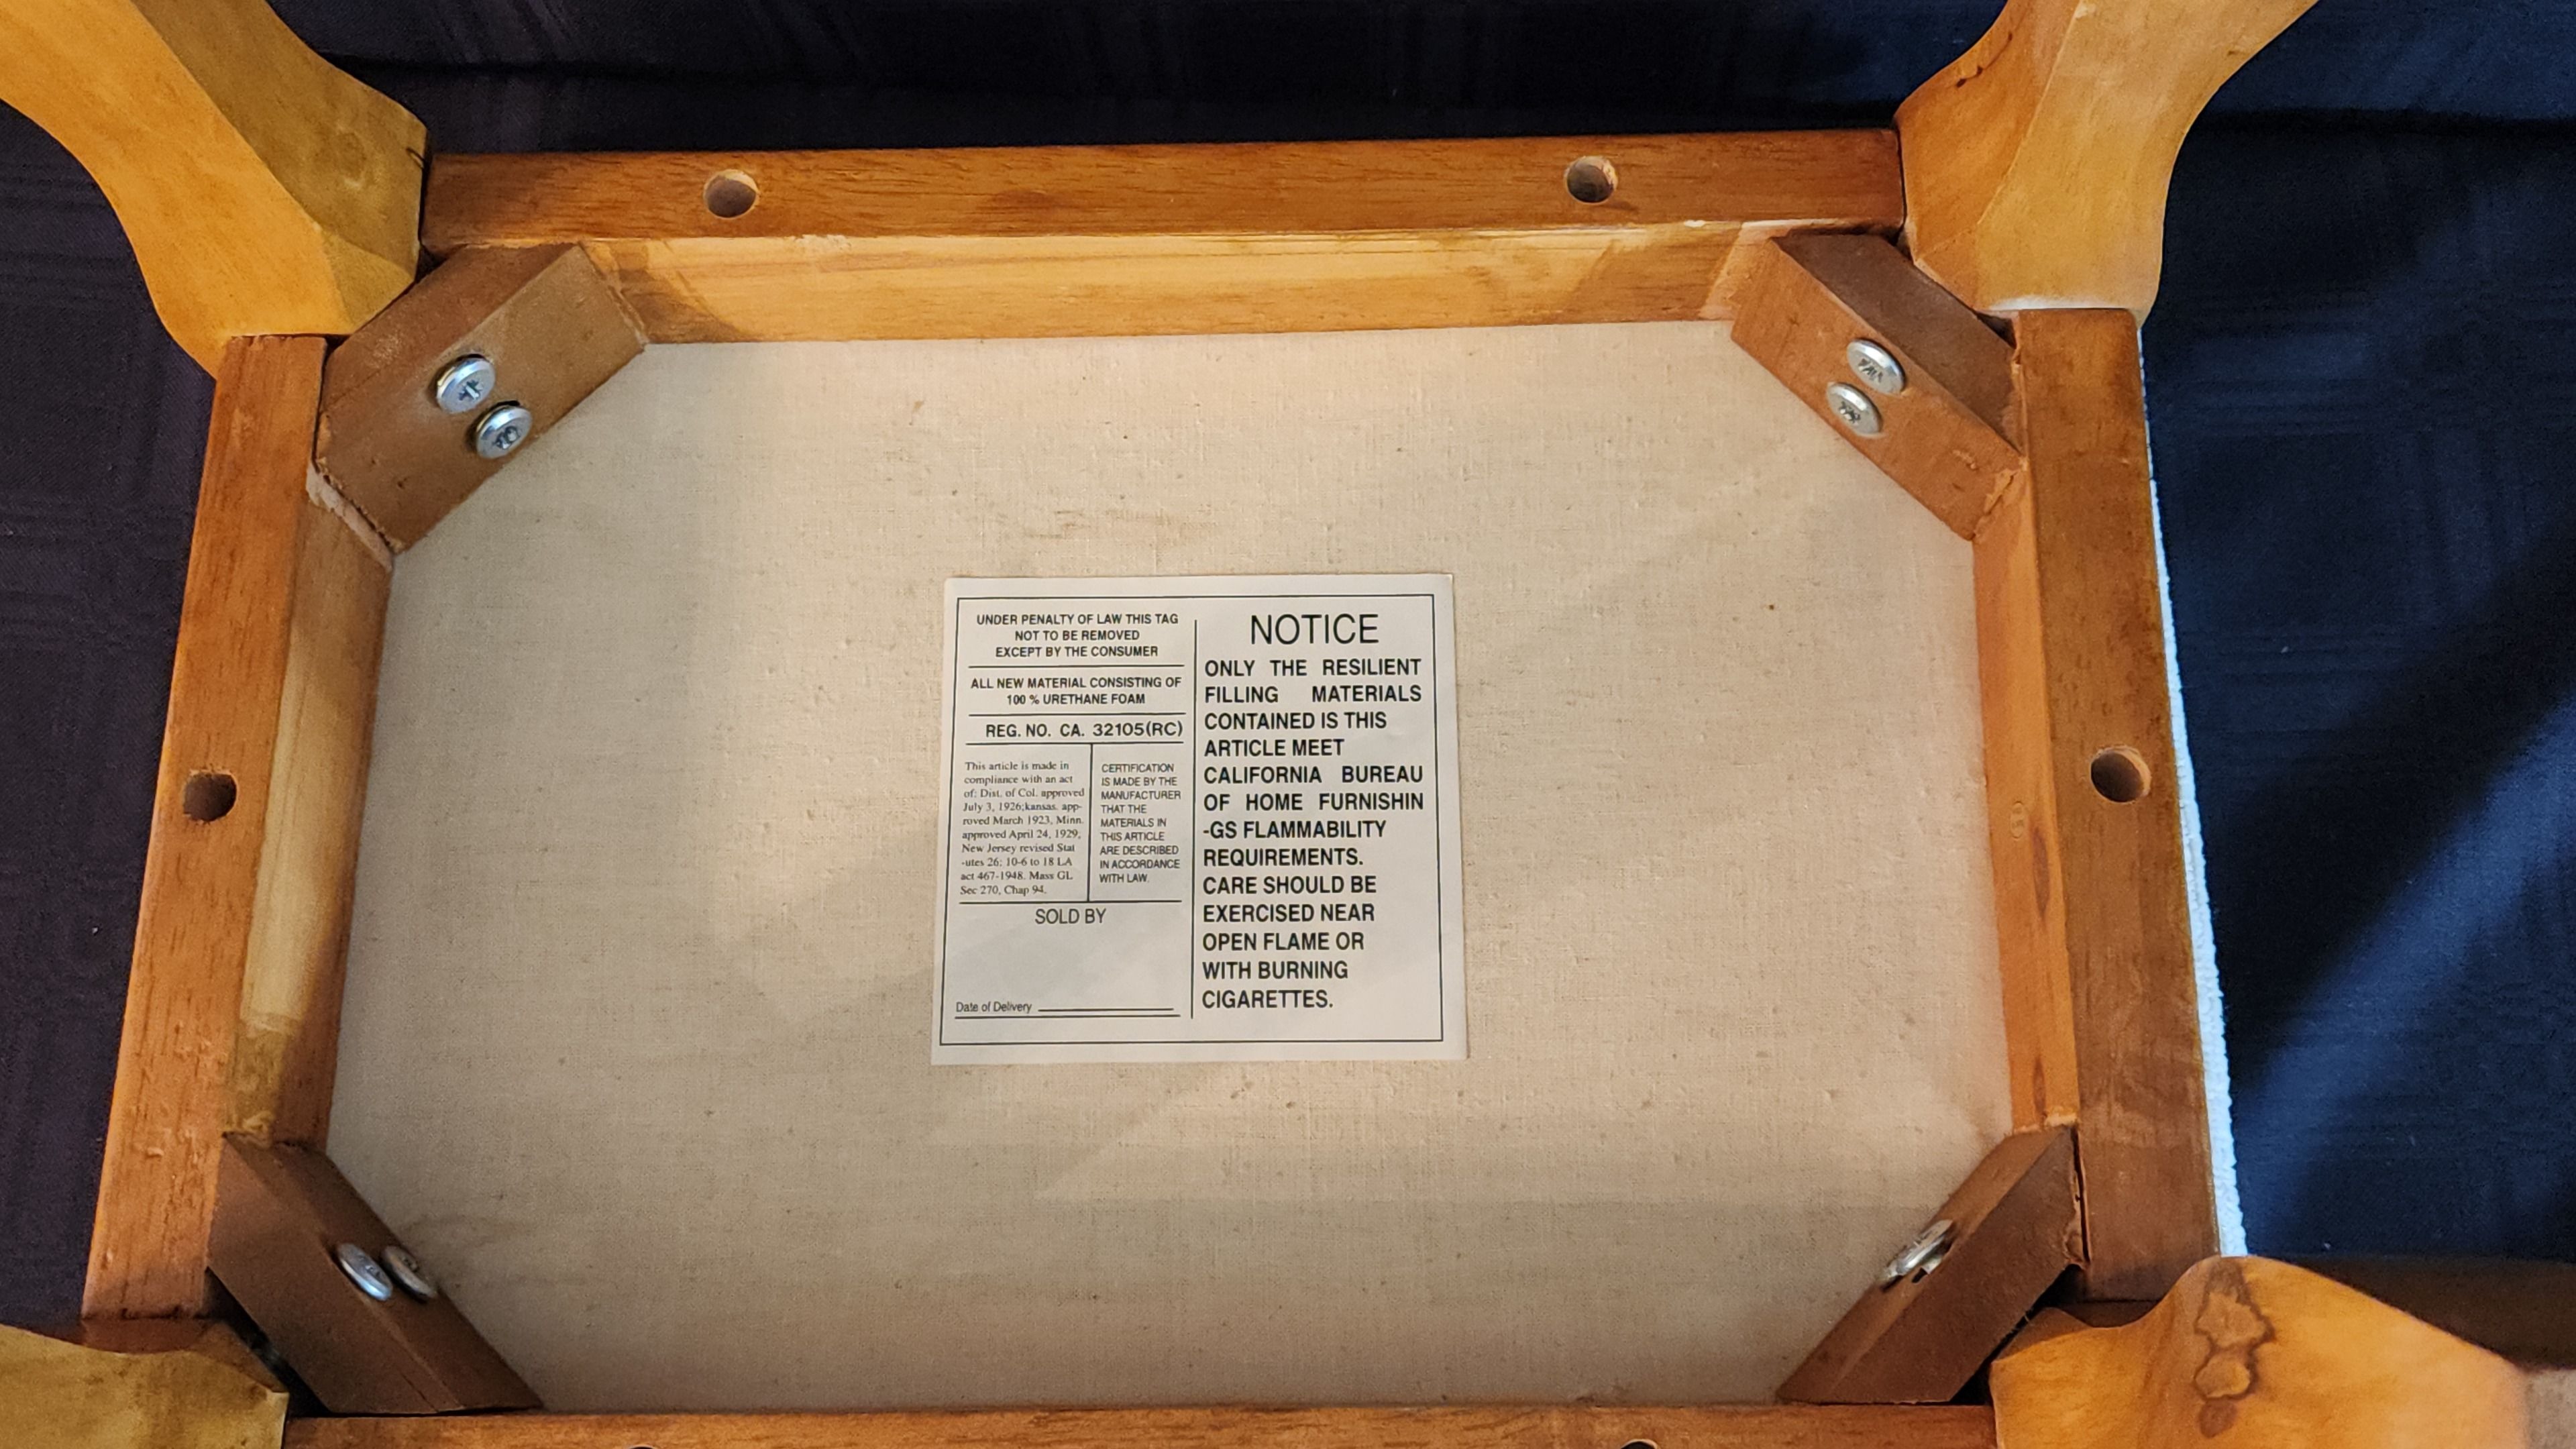 UNDER PENALTY OF LAW THIS TAG
NOT TO BE REMOVED
EXCEPT BY THE CONSUMER
ALL NEW MATERIAL CONSISTING OF
100 % URETHANE FOAM
REG. NO. CA. 32105(RC)
This article is made in
compliance with an act
of: Dist. of Col. approved
July 3, 1926;kansas. app-
roved March 1923, Minn.
approved April 24, 1929,
New Jersey revised Stat
-utes 26: 10-6 to 18 LA
act 467-1948. Mass GL
Sec 270, Chap 94.
CERTIFICATION
IS MADE BY THE
MANUFACTURER
THAT THE
MATERIALS IN
THIS ARTICLE
ARE DESCRIBED
IN ACCORDANCE
WITH LAW.
SOLD BY
Date of Delivery
NOTICE
ONLY THE RESILIENT
FILLING MATERIALS
CONTAINED IS THIS
ARTICLE MEET
CALIFORNIA BUREAU
OF HOME FURNISHIN
-GS FLAMMABILITY
REQUIREMENTS.
CARE SHOULD BE
EXERCISED NEAR
OPEN FLAME OR
WITH BURNING
CIGARETTES.